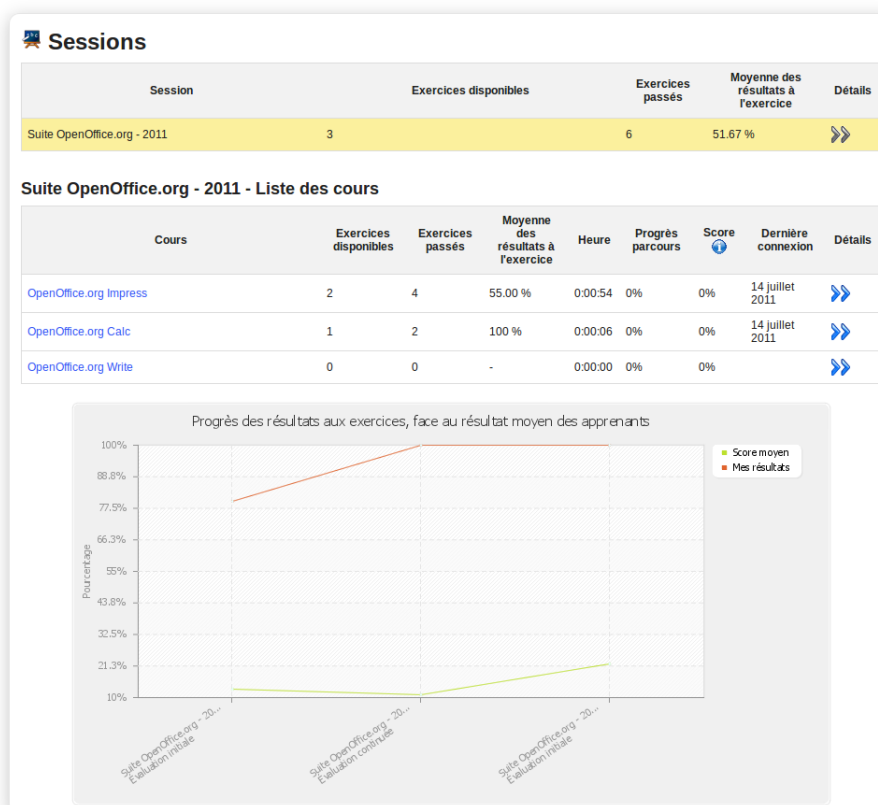 Sessions
Session Exercices disponibles Exercices passés Moyenne des résultats à l'exercice Détails
Suite OpenOffice.org - 2011 3 6 51.67 %
Suite OpenOffice.org - 2011 - Liste des cours
Cours Exercices disponibles Exercices passés Moyenne des résultats à l'exercice Heure Progrès parcours Score Dernière connexion Détails
OpenOffice.org Impress 2 4 55.00 % 0:00:54 0% 0% 14 juillet 2011
OpenOffice.org Calc 1 2 100 % 0:00:06 0% 0% 14 juillet 2011
OpenOffice.org Write 0 0 - 0:00:00 0% 0%
Progrès des résultats aux exercices, face au résultat moyen des apprenants
Score moyen
Mes résultats
Pourcentage
100%
88.8%
77.5%
66.3%
55%
43.8%
32.5%
21.3%
10%
Suite OpenOffice.org - 20...
Évaluation initiale
Suite OpenOffice.org - 20...
Évaluation continuée
Suite OpenOffice.org - 20...
Évaluation initiale